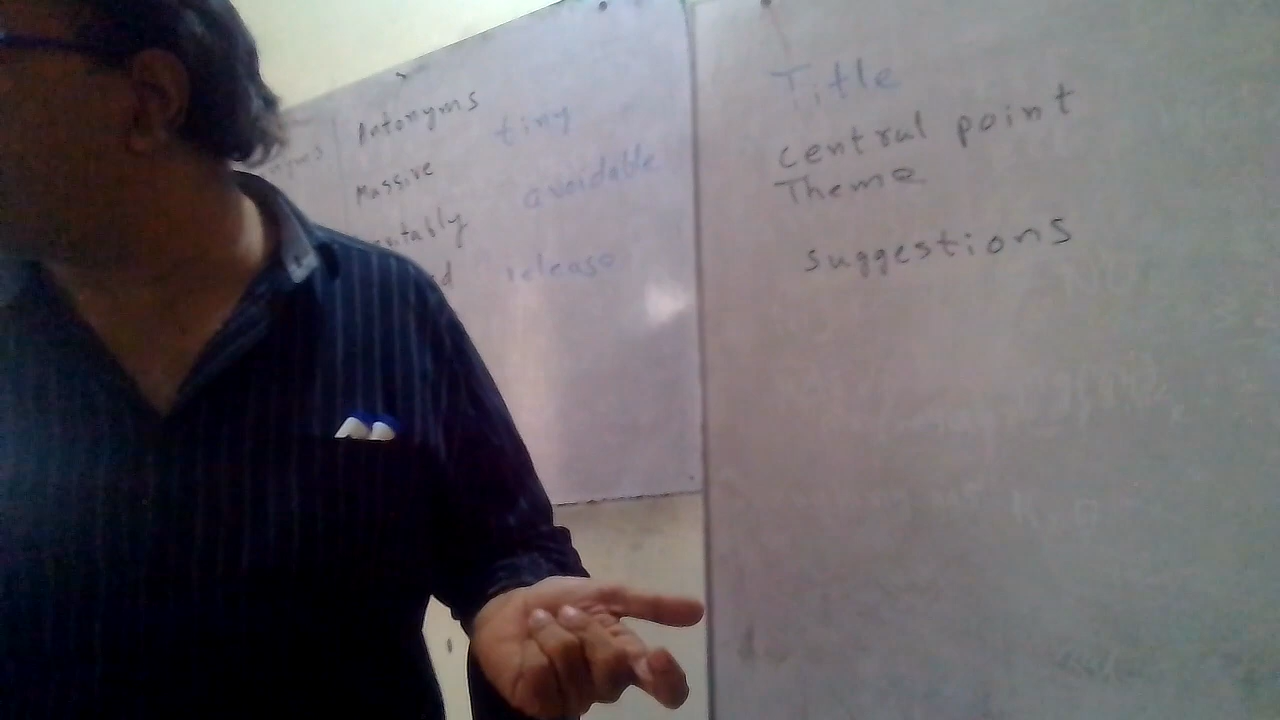 Antonyms
Massive tiny
avoidable
release
Title
central point
Theme
suggestions